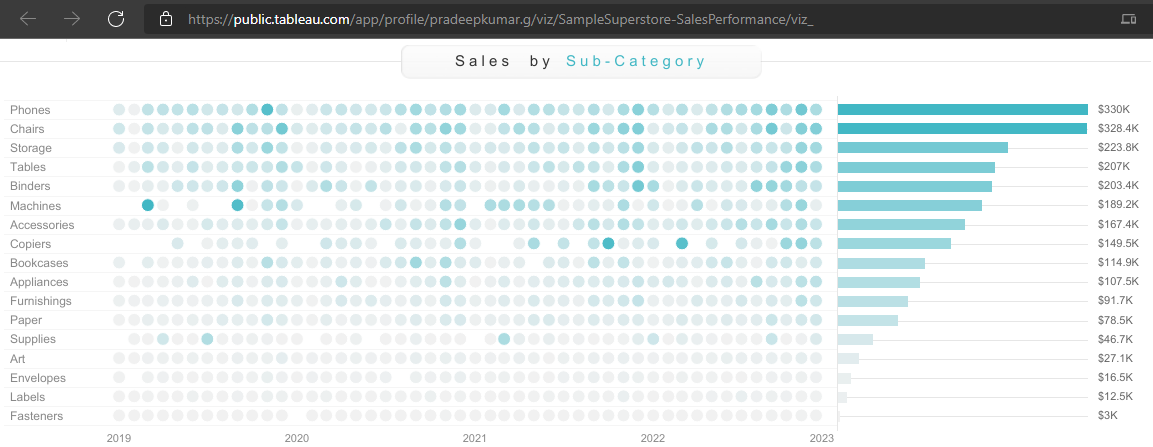 https://public.tableau.com/app/profile/pradeepkumar.g/viz/SampleSuperstore-SalesPerformance/viz_
Sales by Sub-Category
Phones $330K
Chairs $328.4K
Storage $223.8K
Tables $207K
Binders $203.4K
Machines $189.2K
Accessories $167.4K
Copiers $149.5K
Bookcases $114.9K
Appliances $107.5K
Furnishings $91.7K
Paper $78.5K
Supplies $46.7K
Art $27.1K
Envelopes $16.5K
Labels $12.5K
Fasteners $3K
2019 2020 2021 2022 2023